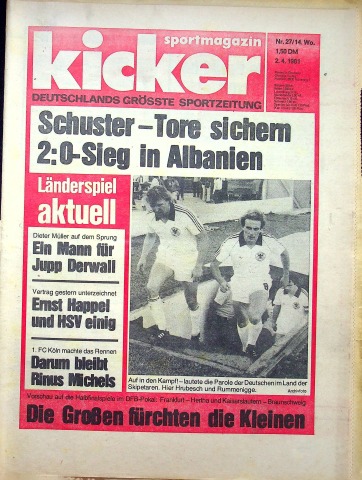 sportmagazin
kicker
DEUTSCHLANDS GRÖSSTE SPORTZEITUNG
Nr. 27/14. Wo.
1,50 DM
2. 4. 1981
Schuster–Tore sichern
2:0-Sieg in Albanien
Länderspiel
aktuell
Dieter Müller auf dem Sprung
Ein Mann für
Jupp Derwall
Vertrag gestern unterzeichnet
Ernst Happel
und HSV einig
1. FC Köln machte das Rennen
Darum bleibt
Rinus Michels
Auf in den Kampf! – lautete die Parole der Deutschen im Land der
Skipetaren. Hier Hrubesch und Rummenigge.
Vorschau auf die Halbfinalspiele im DFB-Pokal: Frankfurt – Hertha und Kaiserslautern – Braunschweig
Die Großen fürchten die Kleinen